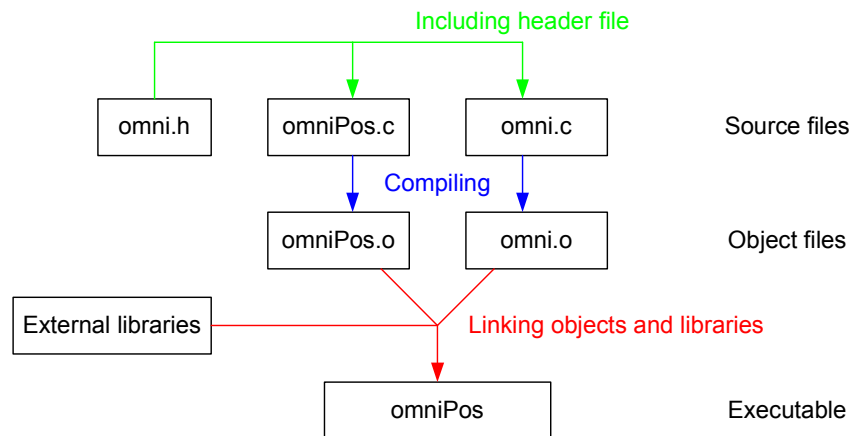 Including header file
omni.h
omniPos.c
omni.c
Source files
Compiling
omniPos.o
omni.o
Object files
External libraries
Linking objects and libraries
omniPos
Executable